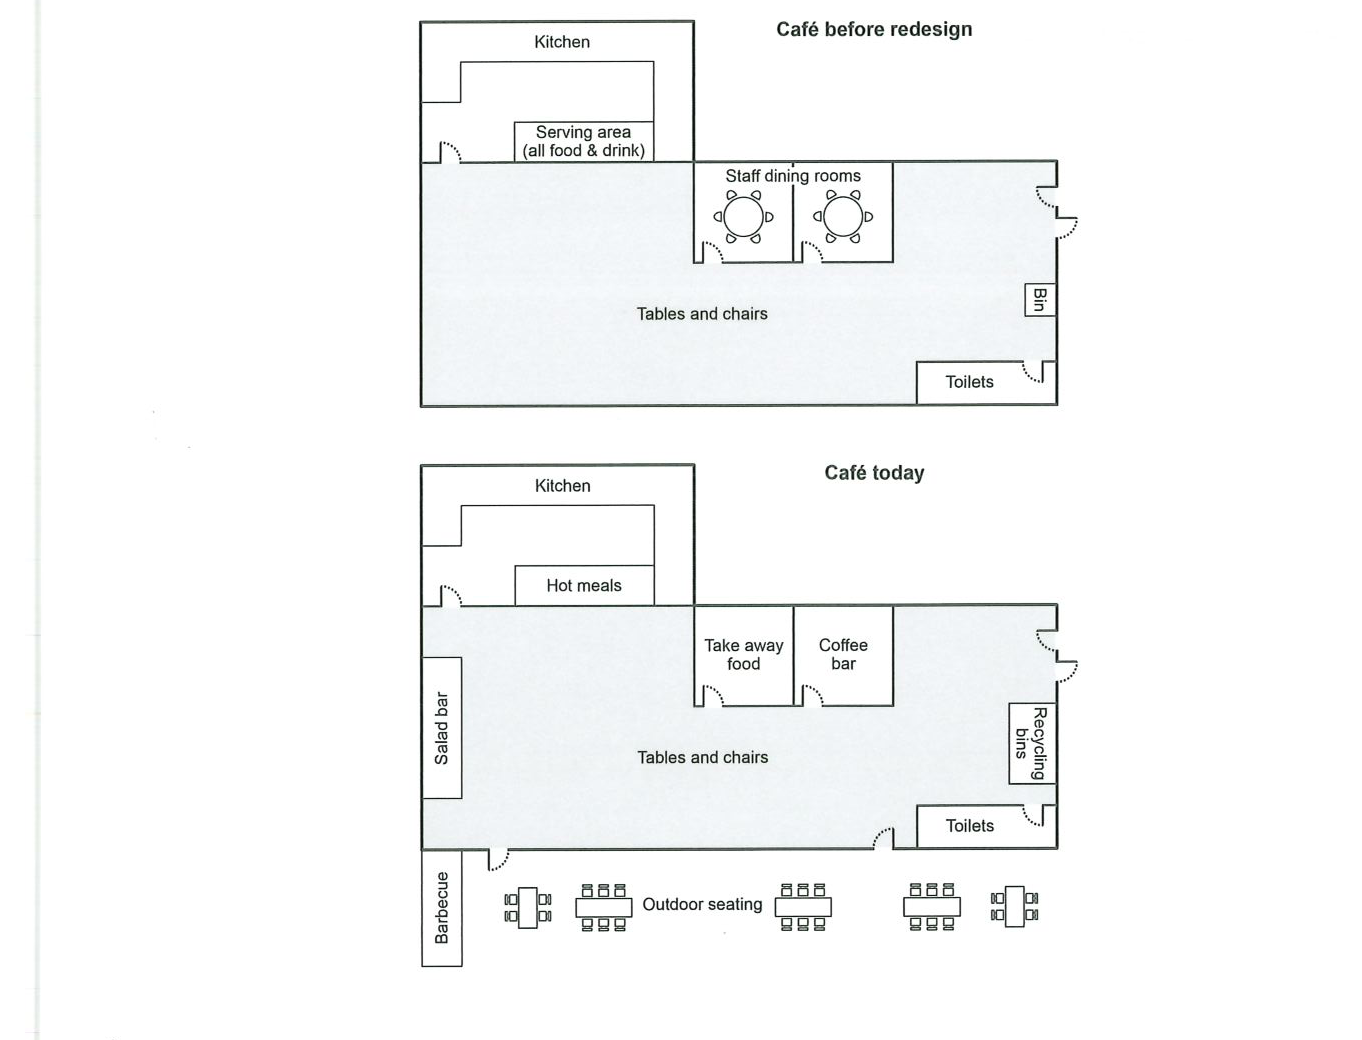 Café before redesign
Kitchen
Serving area
(all food & drink)
Staff dining rooms
Bin
Tables and chairs
Toilets
Café today
Kitchen
Hot meals
Take away
food
Coffee
bar
Salad bar
Recycling
bins
Tables and chairs
Toilets
Barbecue
Outdoor seating